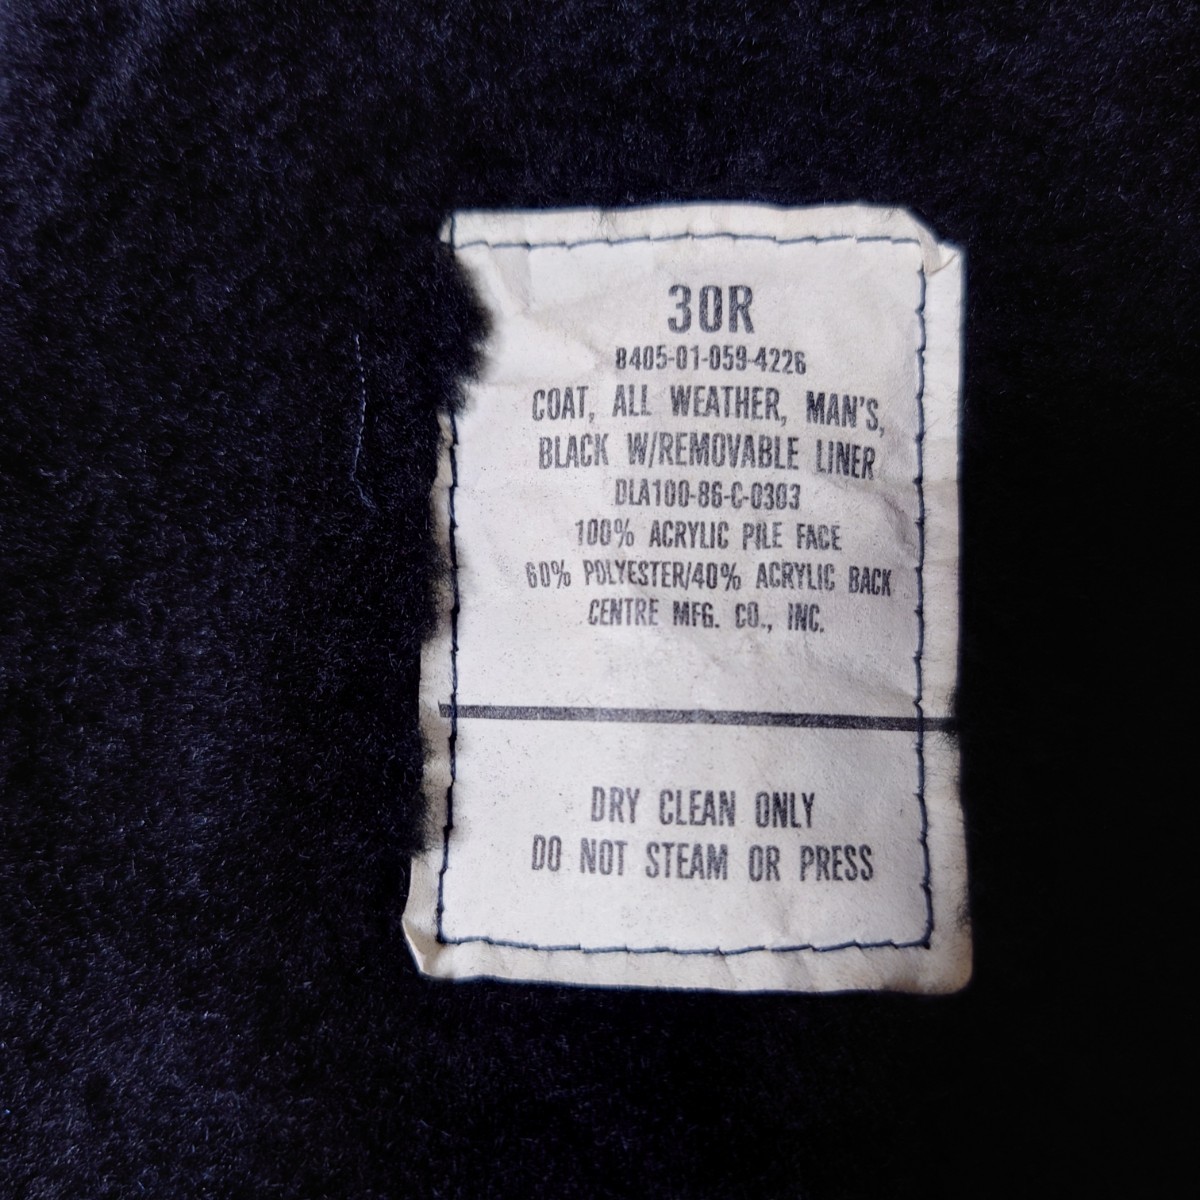 30R
8405-01-059-4226
COAT, ALL WEATHER, MAN'S,
BLACK W/REMOVABLE LINER
DLA100-86-C-0303
100% ACRYLIC PILE FACE
60% POLYESTER/40% ACRYLIC BACK
CENTRE MFG. CO., INC.
DRY CLEAN ONLY
DO NOT STEAM OR PRESS